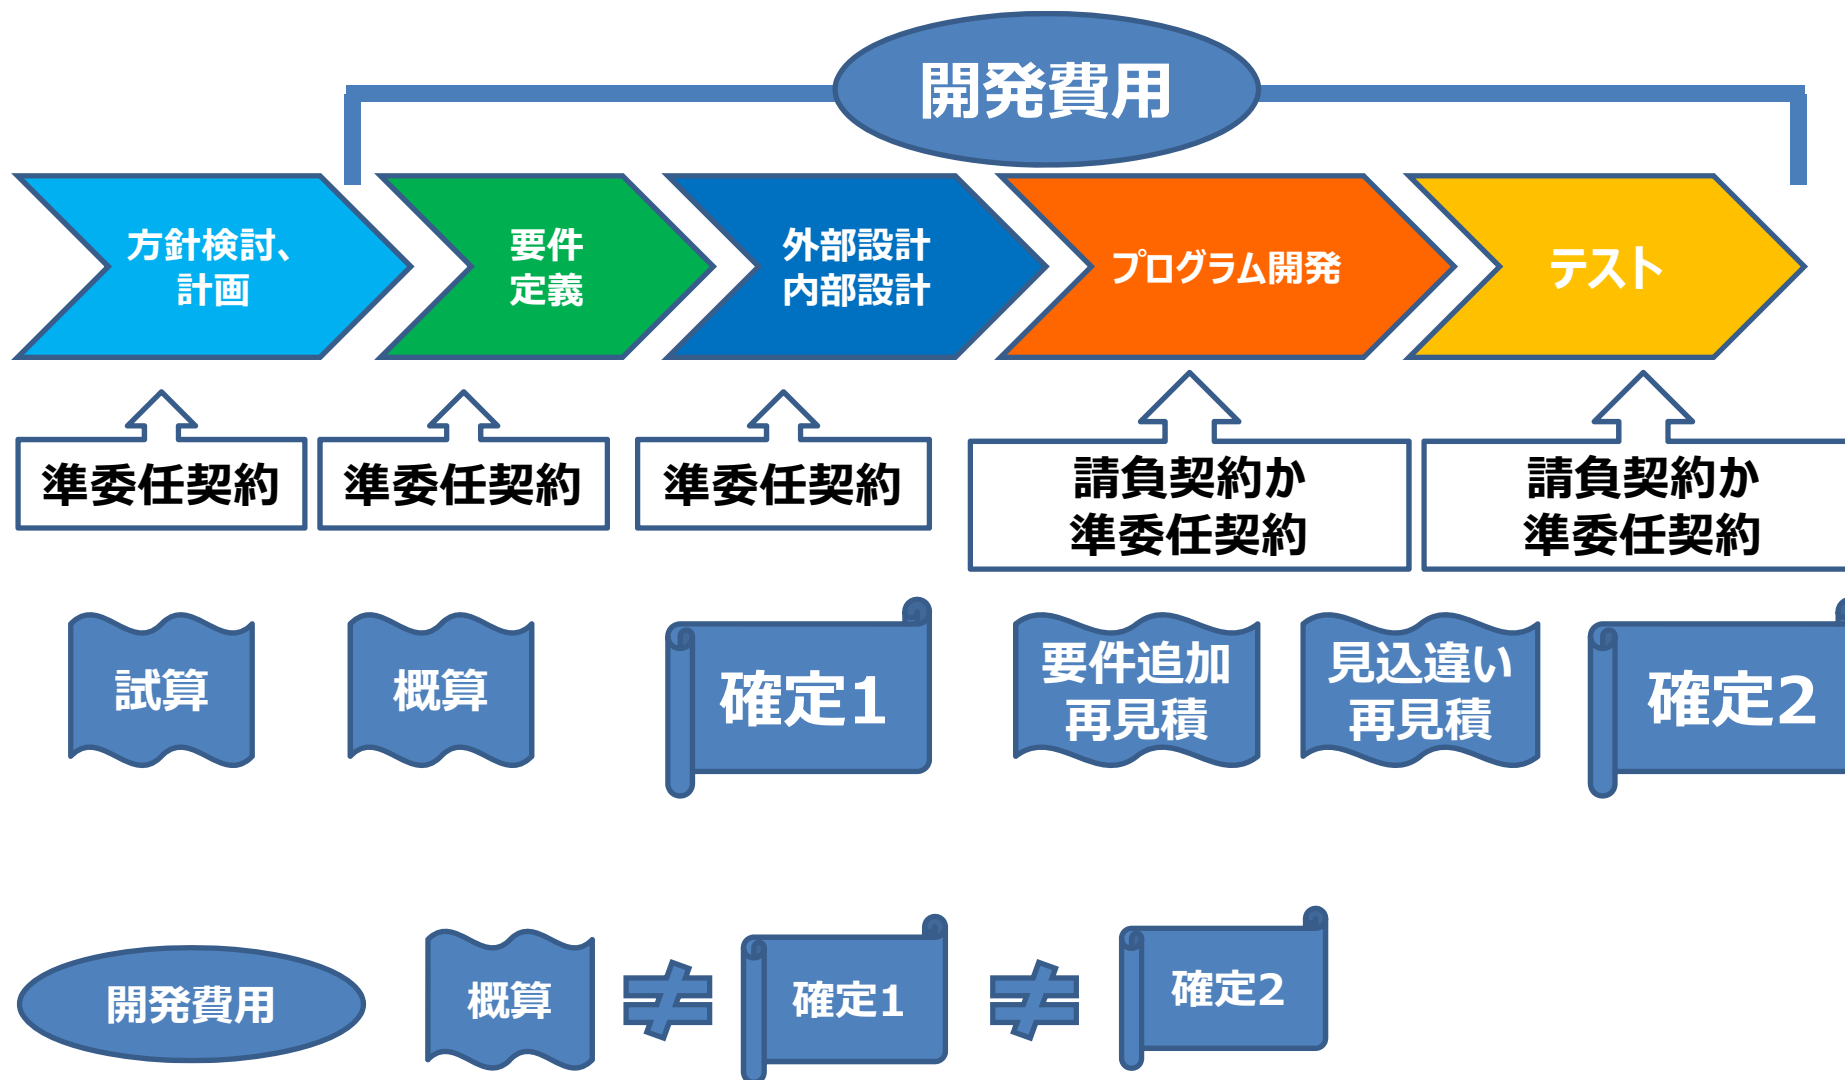 開発費用
方針検討、
計画
要件
定義
外部設計
内部設計
プログラム開発
テスト
準委任契約
準委任契約
準委任契約
請負契約か
準委任契約
請負契約か
準委任契約
試算
概算
確定1
要件追加
再見積
見込違い
再見積
確定2
開発費用
概算
≠
確定1
≠
確定2